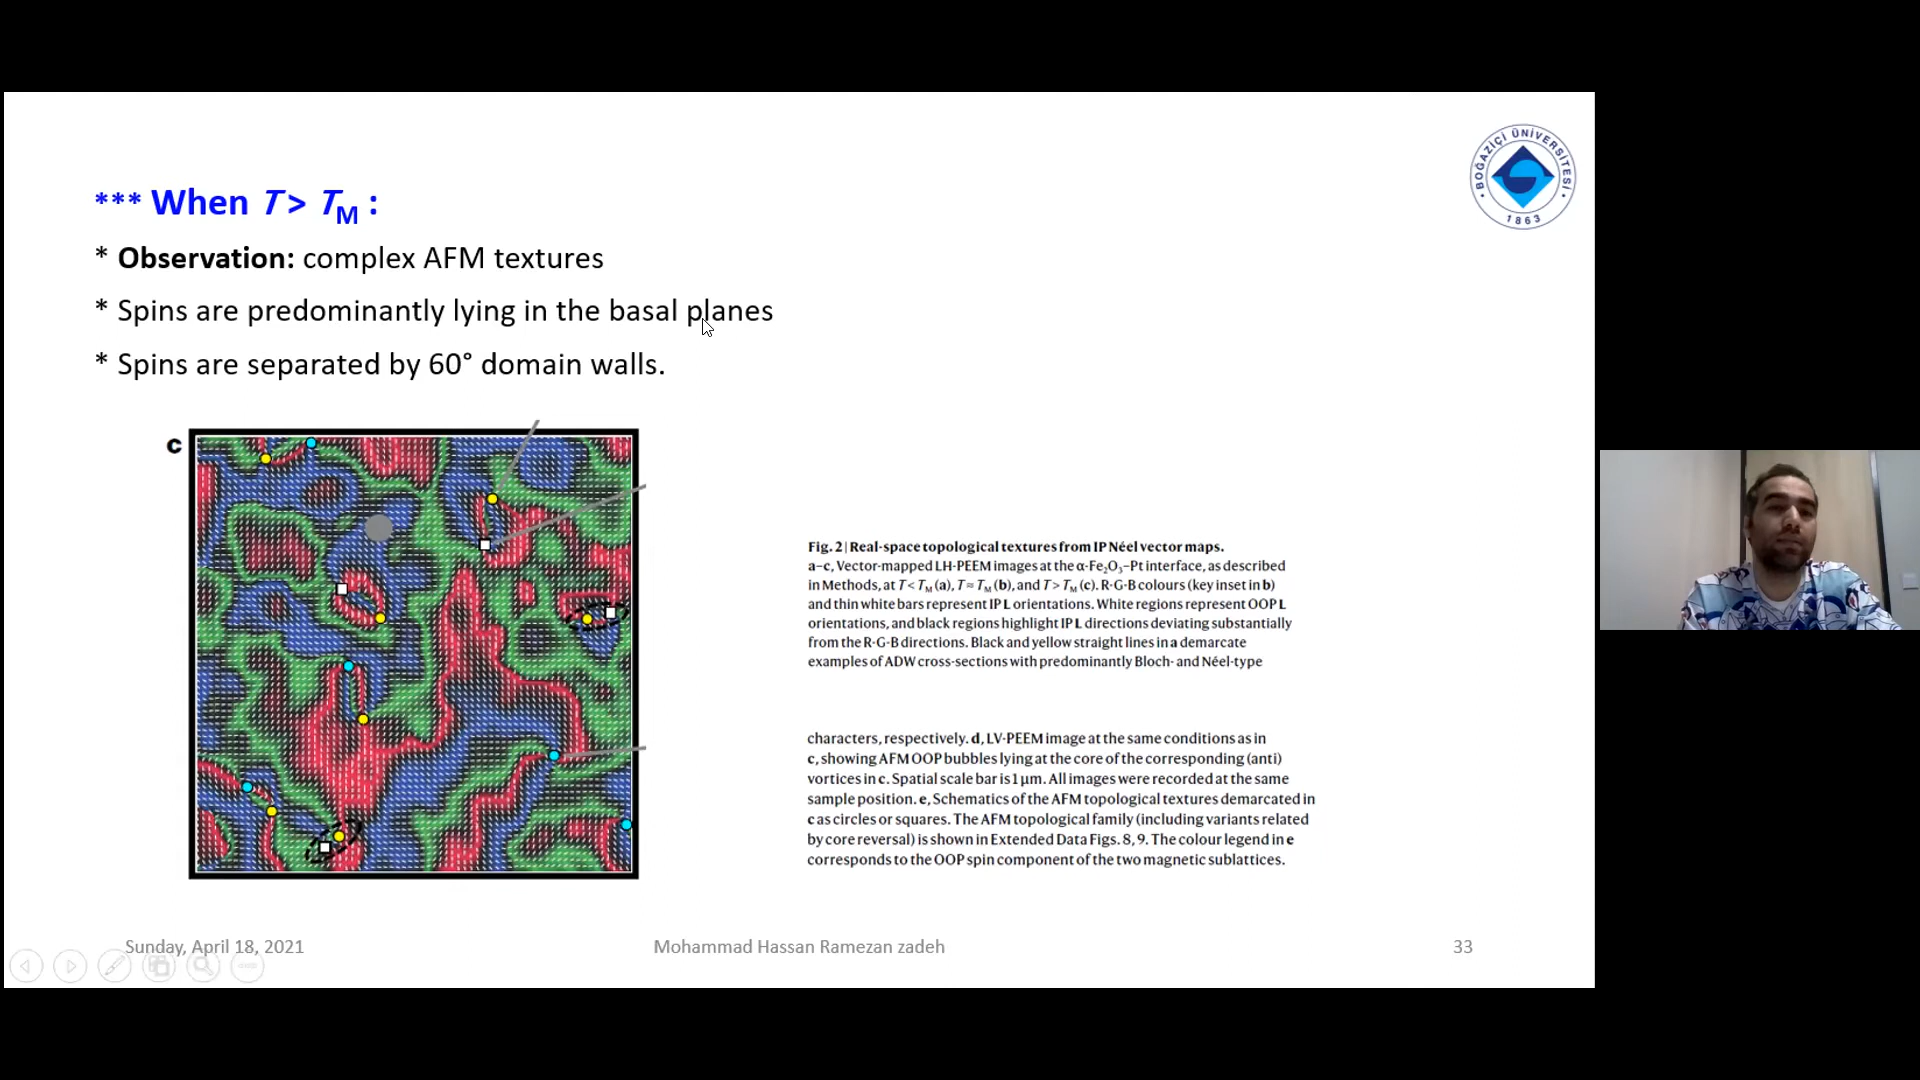 BOĞAZİÇİ ÜNİVERSİTESİ
1863
*** When T > TM :
* Observation: complex AFM textures
* Spins are predominantly lying in the basal planes
* Spins are separated by 60° domain walls.
c
Fig. 2 | Real-space topological textures from IP Néel vector maps.
a–c, Vector-mapped LH-PEEM images at the α-Fe₂O₃–Pt interface, as described
in Methods, at T < TM (a), T ≈ TM (b), and T > TM (c). R-G-B colours (key inset in b)
and thin white bars represent IP L orientations. White regions represent OOP L
orientations, and black regions highlight IP L directions deviating substantially
from the R-G-B directions. Black and yellow straight lines in a demarcate
examples of ADW cross-sections with predominantly Bloch- and Néel-type
characters, respectively. d, LV-PEEM image at the same conditions as in
c, showing AFM OOP bubbles lying at the core of the corresponding (anti)
vortices in c. Spatial scale bar is 1 μm. All images were recorded at the same
sample position. e, Schematics of the AFM topological textures demarcated in
c as circles or squares. The AFM topological family (including variants related
by core reversal) is shown in Extended Data Figs. 8, 9. The colour legend in e
corresponds to the OOP spin component of the two magnetic sublattices.
Sunday, April 18, 2021
Mohammad Hassan Ramezan zadeh
33